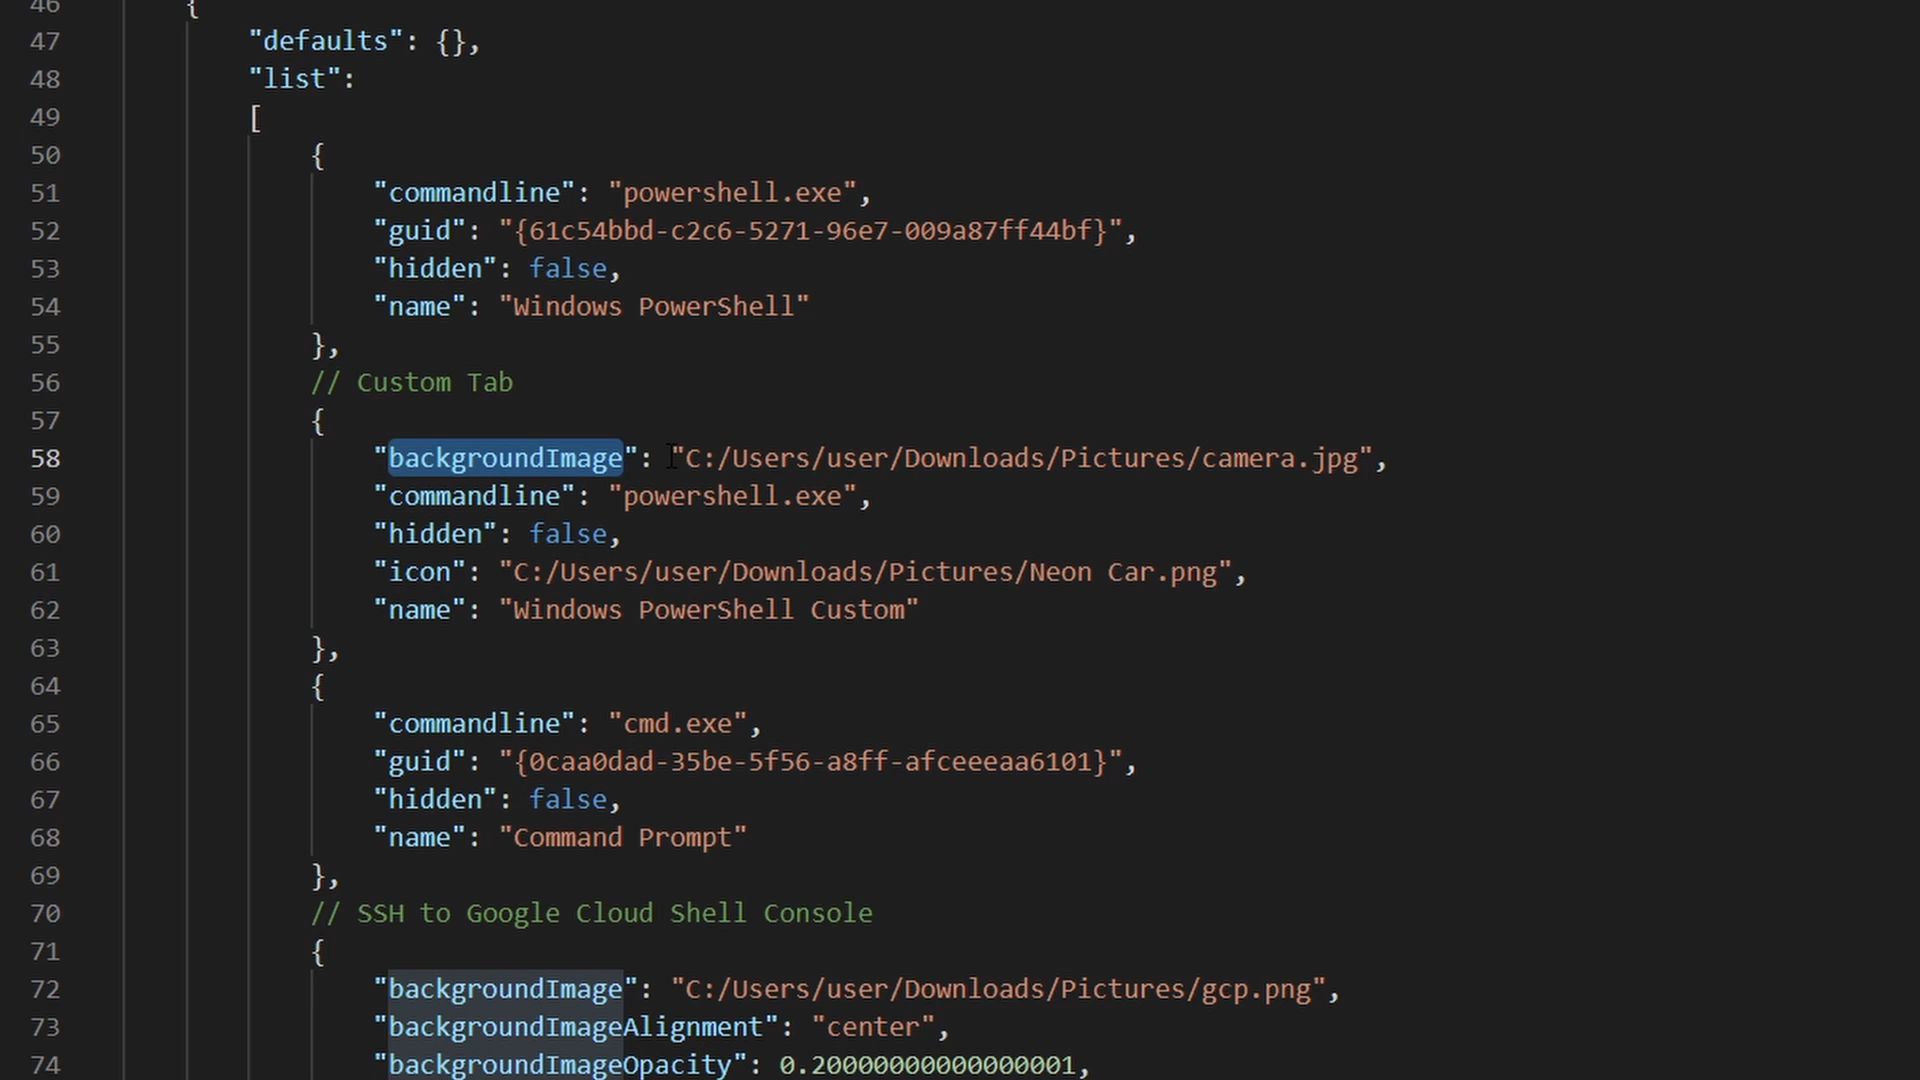 46 {
47 "defaults": {},
48 "list":
49 [
50 {
51 "commandline": "powershell.exe",
52 "guid": "{61c54bbd-c2c6-5271-96e7-009a87ff44bf}",
53 "hidden": false,
54 "name": "Windows PowerShell"
55 },
56 // Custom Tab
57 {
58 "backgroundImage": "C:/Users/user/Downloads/Pictures/camera.jpg",
59 "commandline": "powershell.exe",
60 "hidden": false,
61 "icon": "C:/Users/user/Downloads/Pictures/Neon Car.png",
62 "name": "Windows PowerShell Custom"
63 },
64 {
65 "commandline": "cmd.exe",
66 "guid": "{0caa0dad-35be-5f56-a8ff-afceeeaa6101}",
67 "hidden": false,
68 "name": "Command Prompt"
69 },
70 // SSH to Google Cloud Shell Console
71 {
72 "backgroundImage": "C:/Users/user/Downloads/Pictures/gcp.png",
73 "backgroundImageAlignment": "center",
74 "backgroundImageOpacity": 0.20000000000000001,